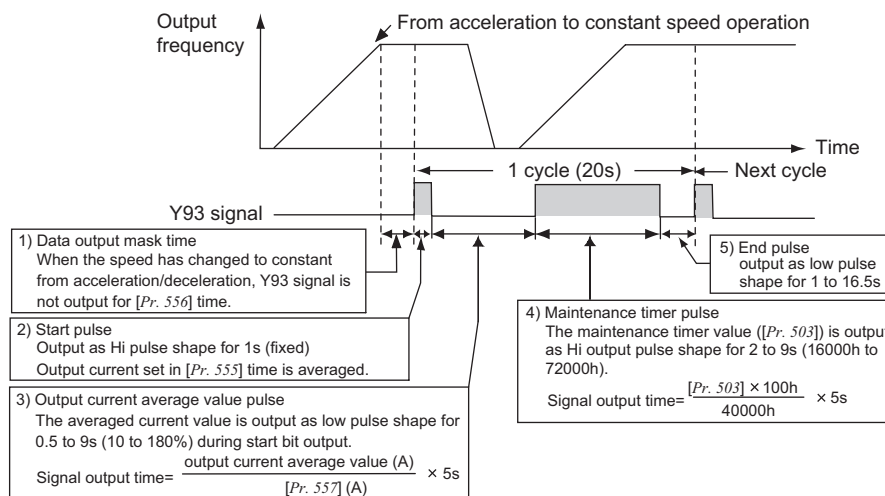 Output
frequency
From acceleration to constant speed operation
Time
1 cycle (20s)
Next cycle
Y93 signal
1) Data output mask time
When the speed has changed to constant
from acceleration/deceleration, Y93 signal is
not output for [Pr. 556] time.
2) Start pulse
Output as Hi pulse shape for 1s (fixed)
Output current set in [Pr. 555] time is averaged.
3) Output current average value pulse
The averaged current value is output as low pulse shape for
0.5 to 9s (10 to 180%) during start bit output.
Signal output time= output current average value (A) × 5s
[Pr. 557] (A)
5) End pulse
output as low pulse
shape for 1 to 16.5s
4) Maintenance timer pulse
The maintenance timer value ([Pr. 503]) is output
as Hi output pulse shape for 2 to 9s (16000h to
72000h).
Signal output time= [Pr. 503] × 100h × 5s
40000h